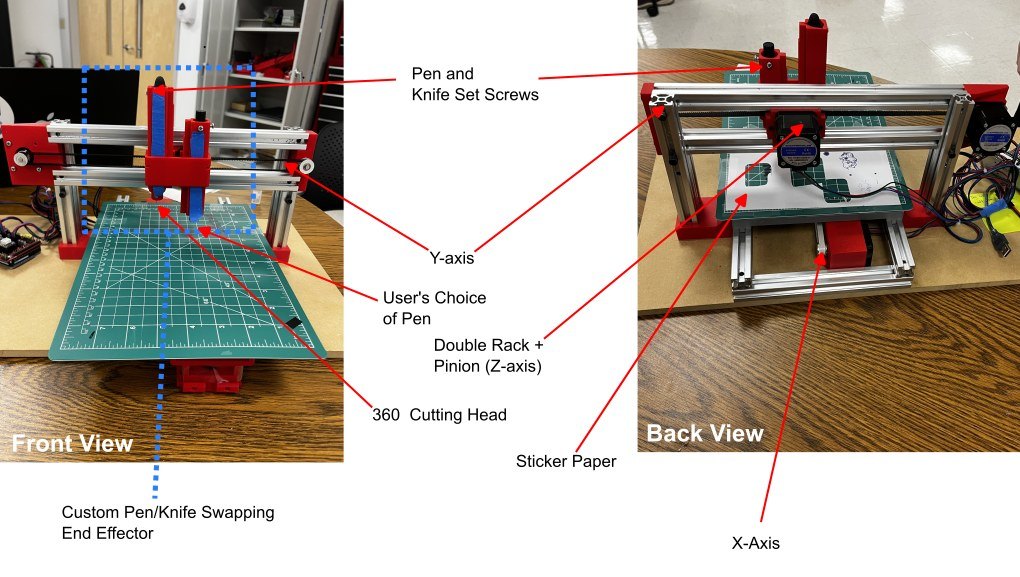 Pen and
Knife Set Screws
Y-axis
User's Choice
of Pen
Double Rack +
Pinion (Z-axis)
360 Cutting Head
Front View
Back View
Sticker Paper
Custom Pen/Knife Swapping
End Effector
X-Axis